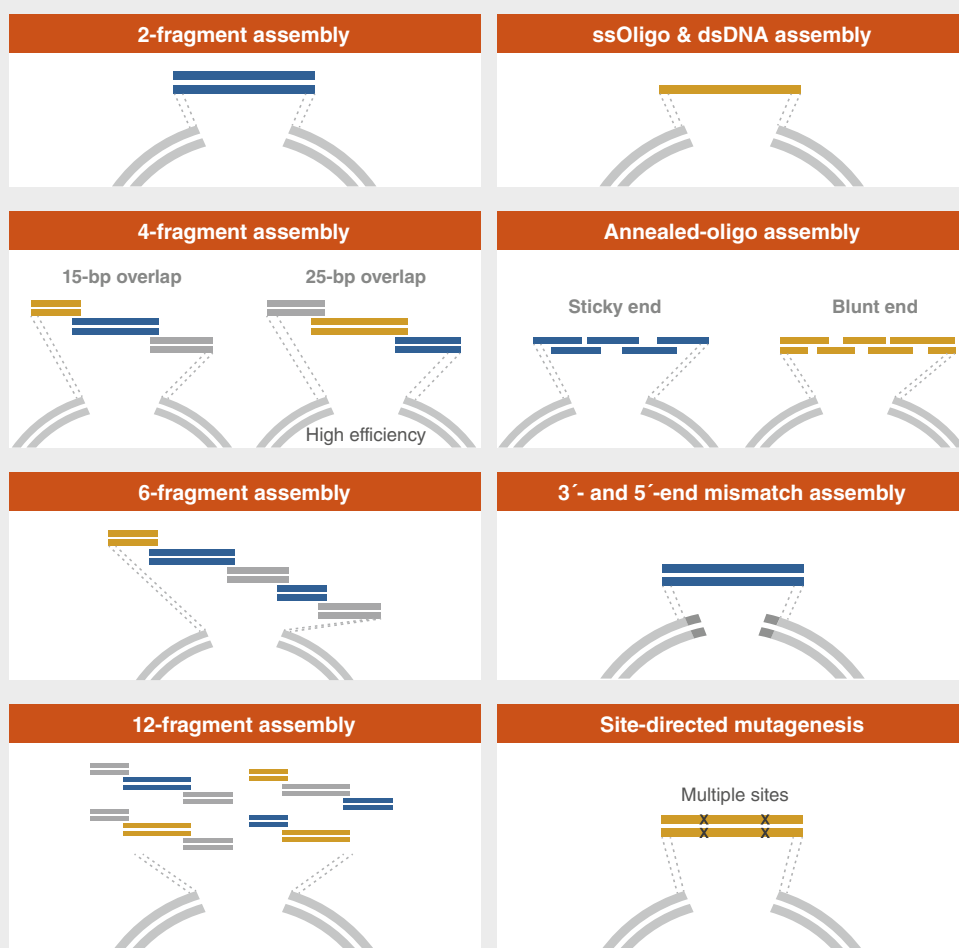 2-fragment assembly
ssOligo & dsDNA assembly
4-fragment assembly
15-bp overlap
25-bp overlap
High efficiency
Annealed-oligo assembly
Sticky end
Blunt end
6-fragment assembly
3´- and 5´-end mismatch assembly
12-fragment assembly
Site-directed mutagenesis
Multiple sites
X X
X X